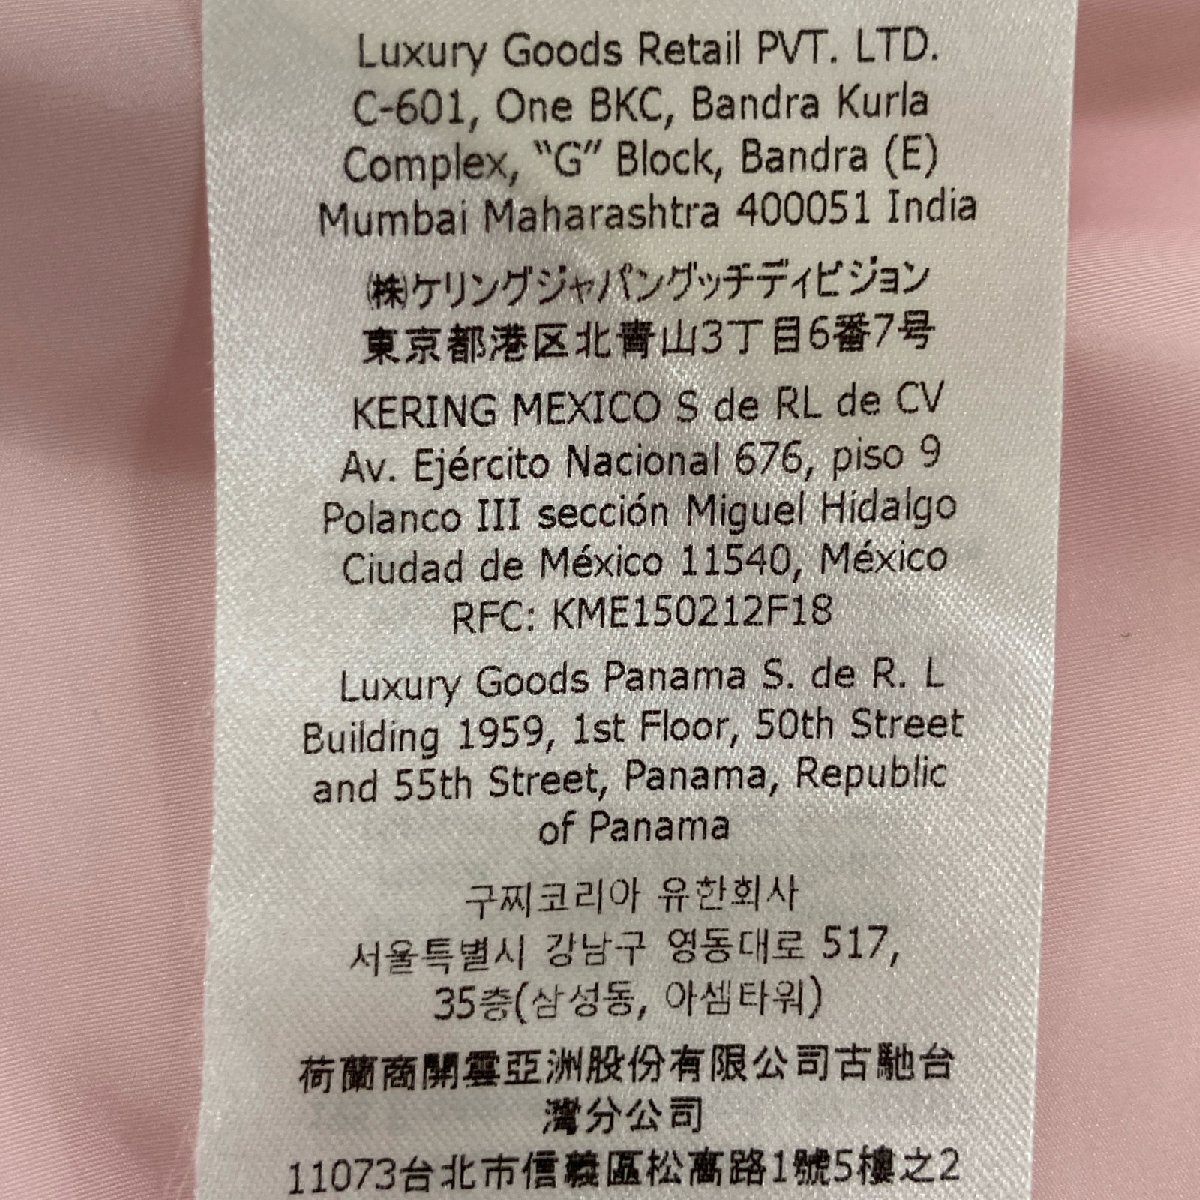 Luxury Goods Retail PVT. LTD.
C-601, One BKC, Bandra Kurla
Complex, “G” Block, Bandra (E)
Mumbai Maharashtra 400051 India
㈱ケリングジャパングッチディビジョン
東京都港区北青山3丁目6番7号
KERING MEXICO S de RL de CV
Av. Ejército Nacional 676, piso 9
Polanco III sección Miguel Hidalgo
Ciudad de México 11540, México
RFC: KME150212F18
Luxury Goods Panama S. de R. L
Building 1959, 1st Floor, 50th Street
and 55th Street, Panama, Republic
of Panama
구찌코리아 유한회사
서울특별시 강남구 영동대로 517,
35층(삼성동, 아셈타워)
荷蘭商開雲亞洲股份有限公司古馳台
灣分公司
11073台北市信義區松高路1號5樓之2